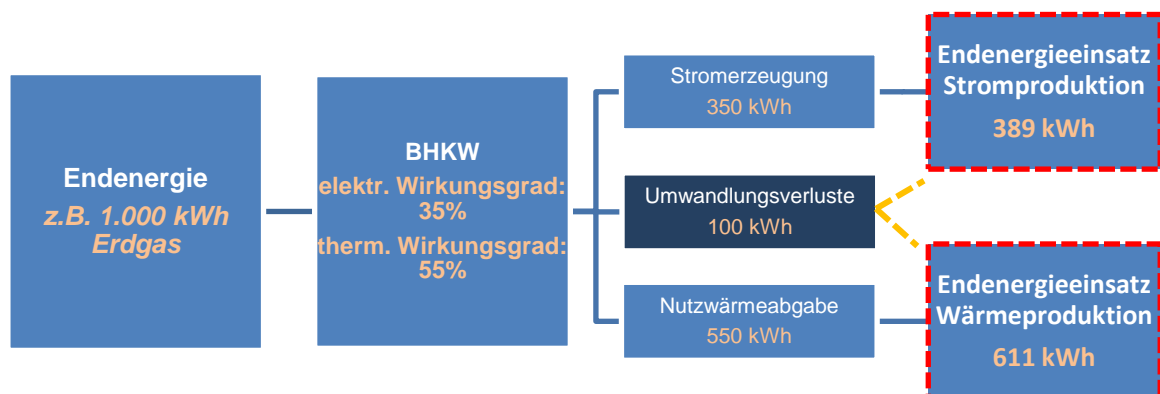 Endenergie
z.B. 1.000 kWh
Erdgas
BHKW
elektr. Wirkungsgrad:
35%
therm. Wirkungsgrad:
55%
Stromerzeugung
350 kWh
Umwandlungsverluste
100 kWh
Nutzwärmeabgabe
550 kWh
Endenergieeinsatz
Stromproduktion
389 kWh
Endenergieeinsatz
Wärmeproduktion
611 kWh